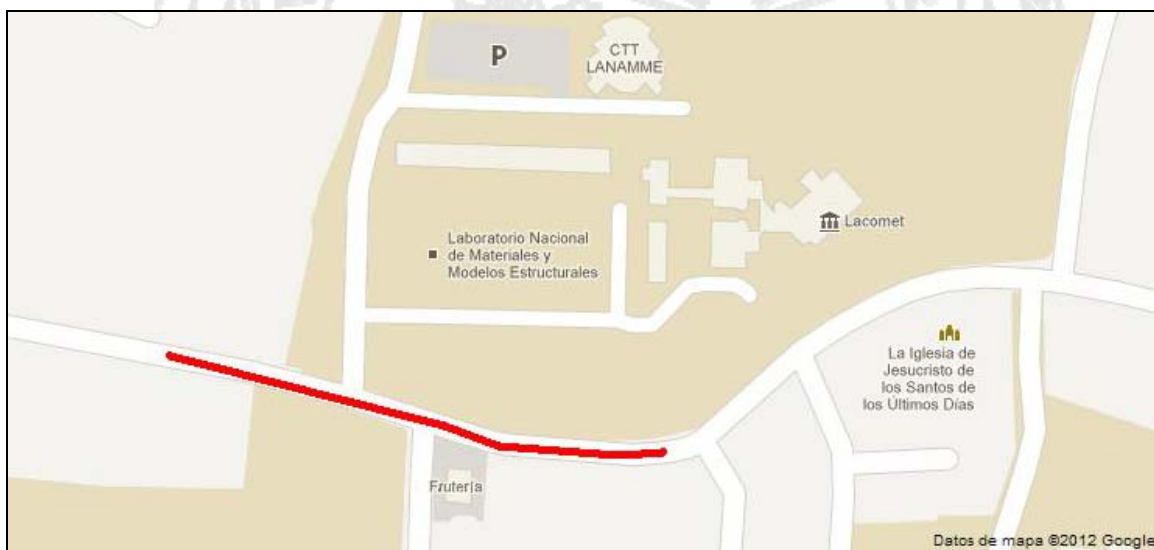 P
CTT
LANAMME
Lacomet
Laboratorio Nacional
de Materiales y
Modelos Estructurales
La Iglesia de
Jesucristo de
los Santos de
los Últimos Días
Frutería
Datos de mapa ©2012 Google